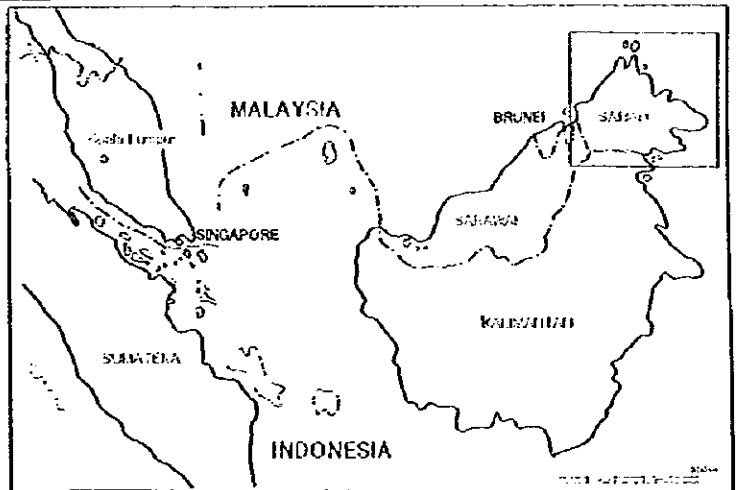 MALAYSIA
BRUNEI
SABAH
Kuala Lumpur
SINGAPORE
SARAWAK
KALIMANTAN
SUMATERA
INDONESIA